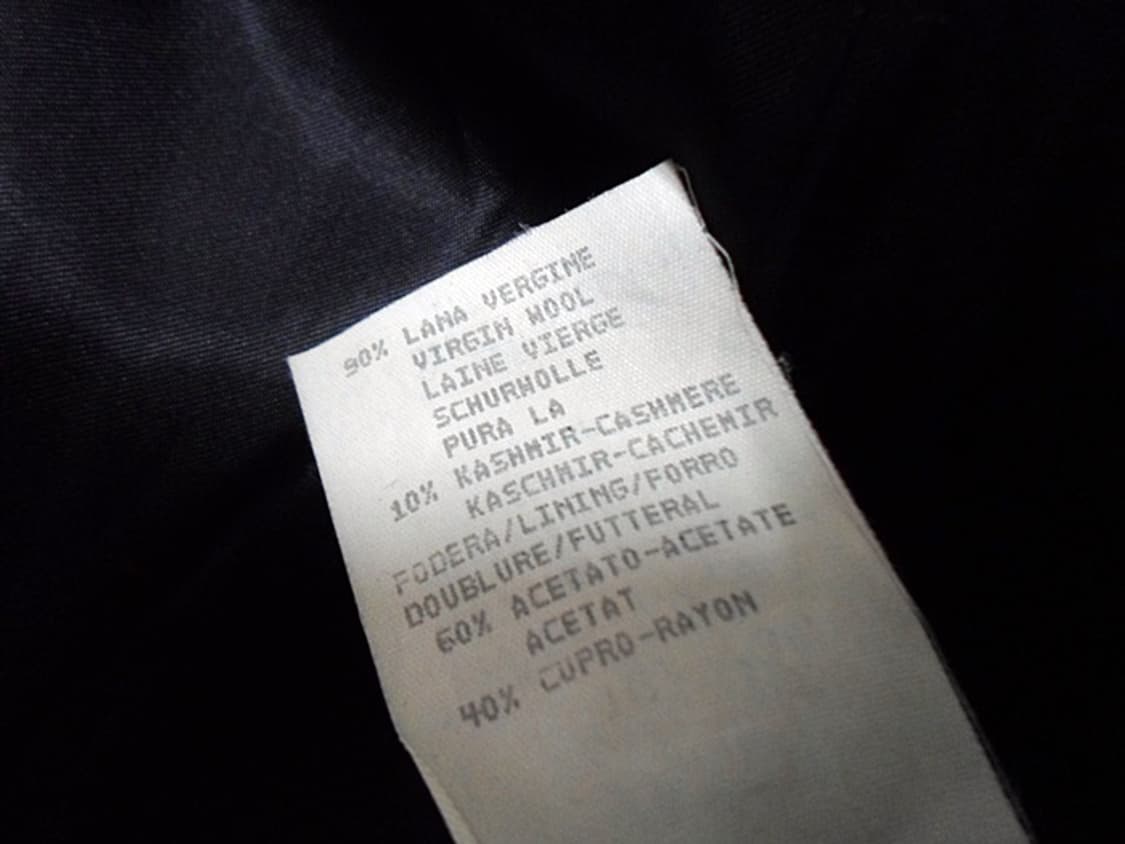 90% LANA VERGINE
VIRGIN WOOL
LAINE VIERGE
SCHURWOLLE
PURA LA
10% KASHMIR-CASHMERE
KASCHMIR-CACHEMIR
FODERA/LINING/FORRO
DOUBLURE/FUTTERAL
60% ACETATO-ACETATE
ACETAT
40% CUPRO-RAYON